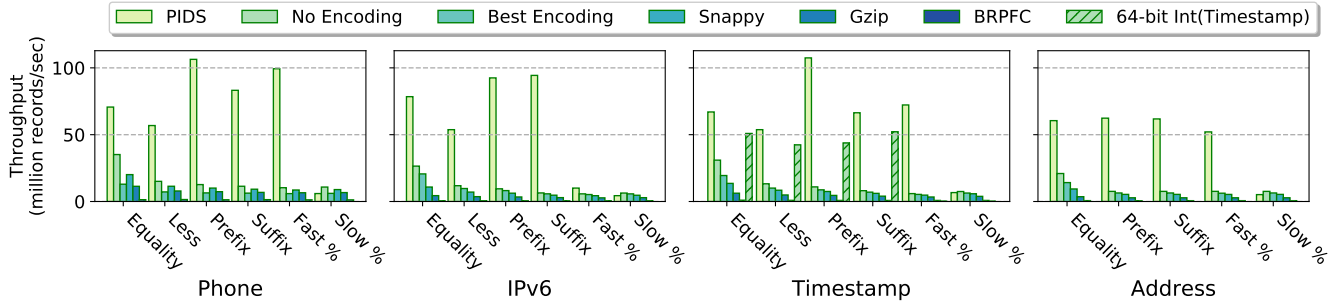 PIDS No Encoding Best Encoding Snappy Gzip BRPFC 64-bit Int(Timestamp)
Throughput
(million records/sec)
100
50
0
Equality Less Prefix Suffix Fast % Slow %
Equality Less Prefix Suffix Fast % Slow %
Equality Less Prefix Suffix Fast % Slow %
Equality Prefix Suffix Fast % Slow %
Phone IPv6 Timestamp Address